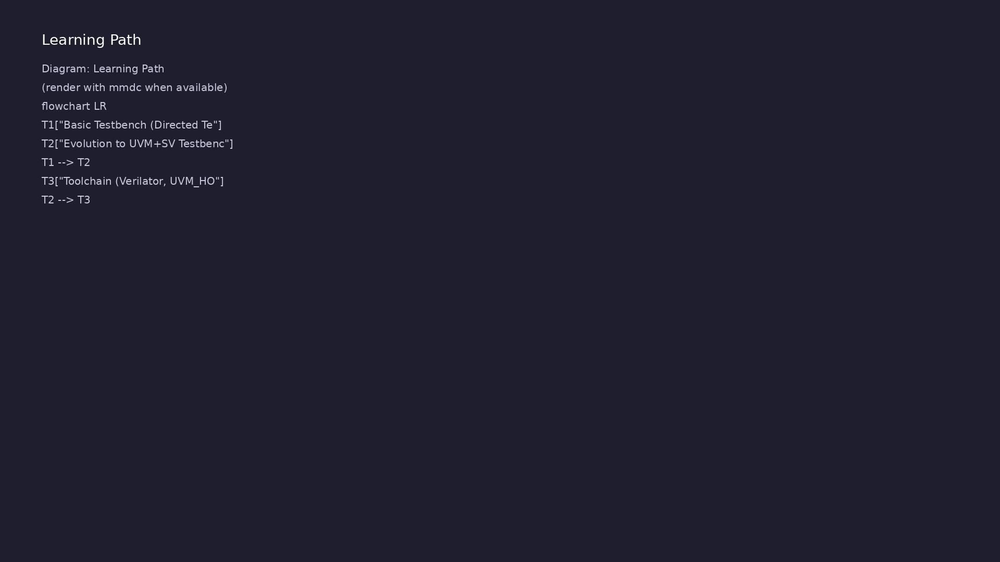 Learning Path
Diagram: Learning Path
(render with mmdc when available)
flowchart LR
T1["Basic Testbench (Directed Te"]
T2["Evolution to UVM+SV Testbenc"]
T1 --> T2
T3["Toolchain (Verilator, UVM_HO"]
T2 --> T3